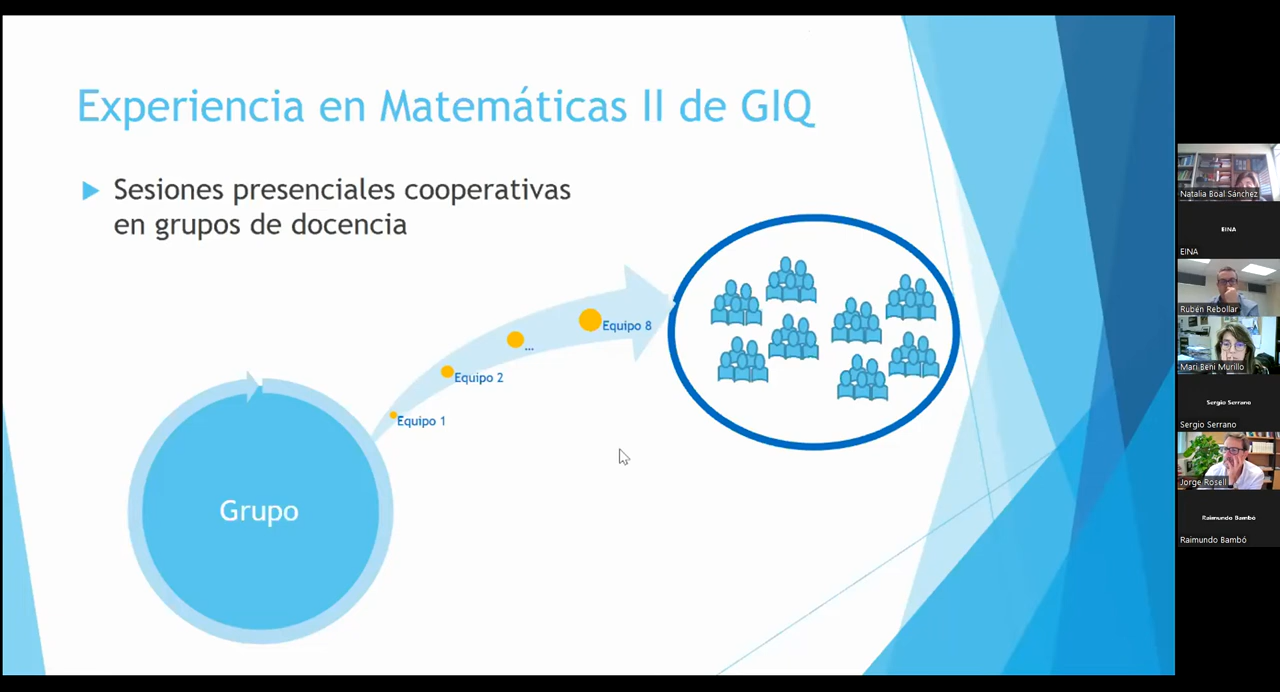 Experiencia en Matemáticas II de GIQ
Sesiones presenciales cooperativas
en grupos de docencia
Equipo 8
...
Equipo 2
Equipo 1
Grupo
Natalia Boal Sánchez
EINA
EINA
Rubén Rebollar
Mari Beni Murillo
Sergio Serrano
Sergio Serrano
Jorge Rosell
Raimundo Bambó
Raimundo Bambó